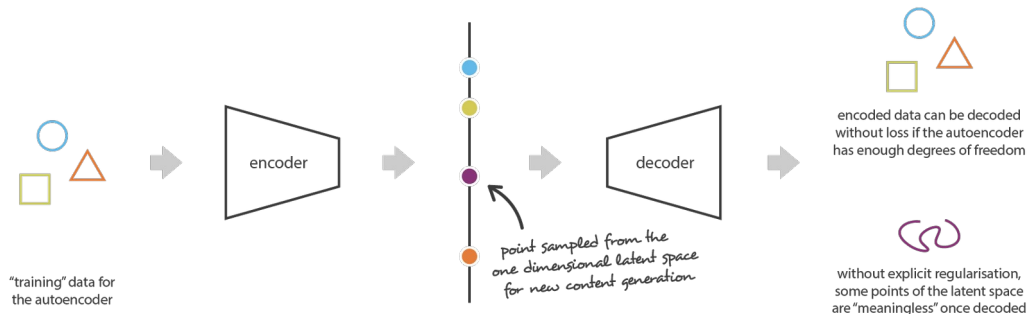 "training" data for
the autoencoder
encoder
point sampled from the
one dimensional latent space
for new content generation
decoder
encoded data can be decoded
without loss if the autoencoder
has enough degrees of freedom
without explicit regularisation,
some points of the latent space
are "meaningless" once decoded